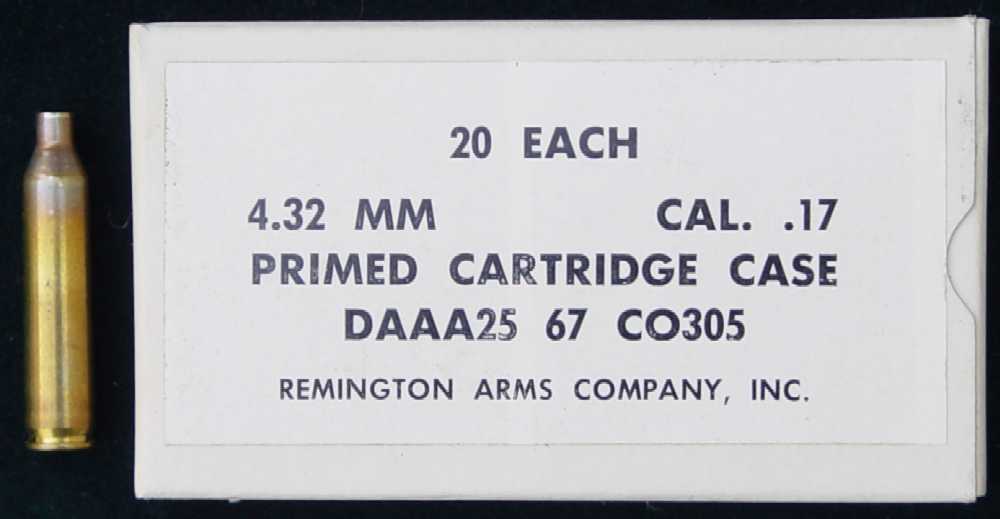 20 EACH
4.32 MM CAL. .17
PRIMED CARTRIDGE CASE
DAAA25 67 CO305
REMINGTON ARMS COMPANY, INC.